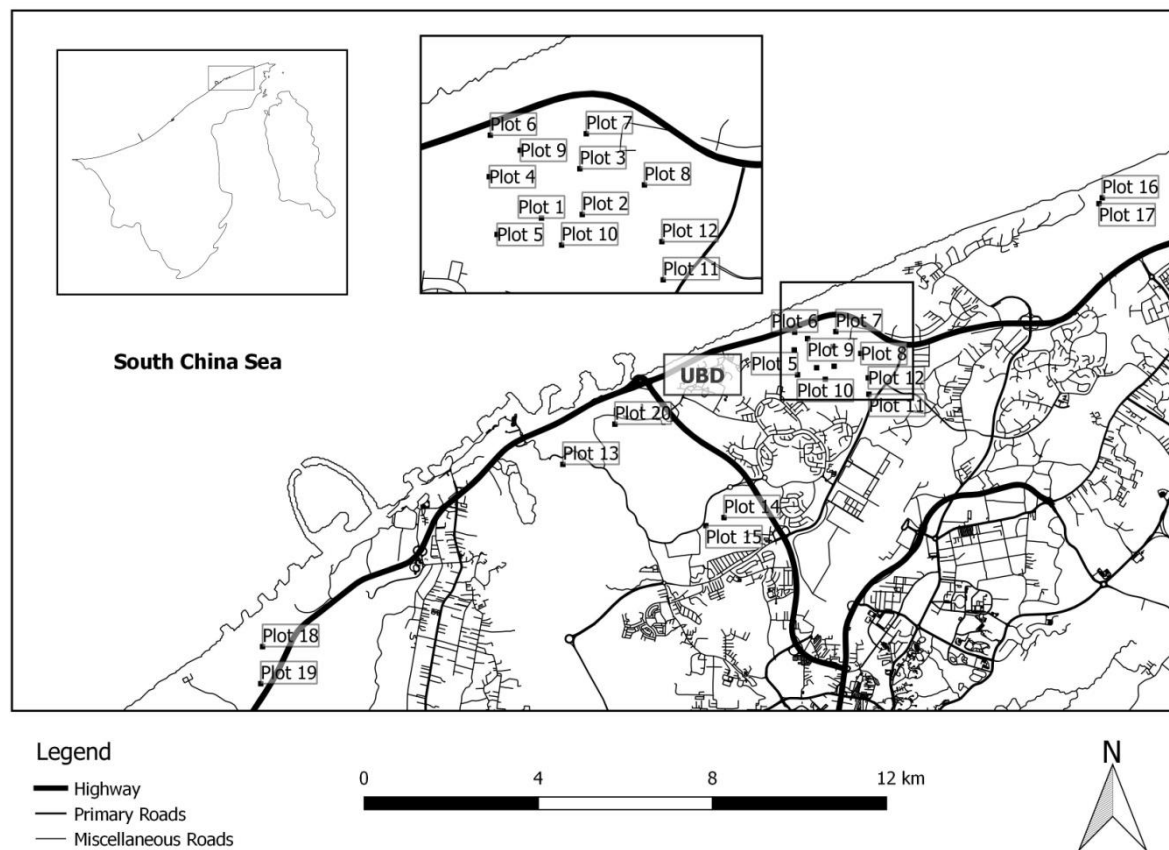 Plot 6
Plot 7
Plot 9
Plot 3
Plot 4
Plot 8
Plot 1
Plot 2
Plot 5
Plot 10
Plot 12
Plot 11
Plot 16
Plot 17
South China Sea
Plot 6
Plot 7
Plot 9
Plot 8
Plot 5
UBD
Plot 12
Plot 10
Plot 11
Plot 20
Plot 13
Plot 14
Plot 15
Plot 18
Plot 19
Legend
Highway
Primary Roads
Miscellaneous Roads
0 4 8 12 km
N